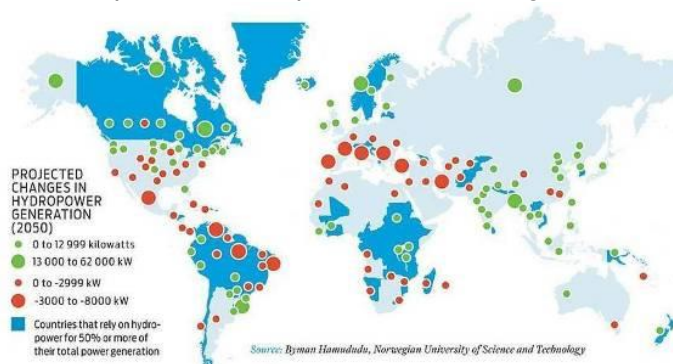 PROJECTED
CHANGES IN
HYDROPOWER
GENERATION
(2050)
0 to 12 999 kilowatts
13 000 to 62 000 kW
0 to -2999 kW
-3000 to -8000 kW
Countries that rely on hydro-
power for 50% or more of
their total power generation
Source: Byman Hamududu, Norwegian University of Science and Technology